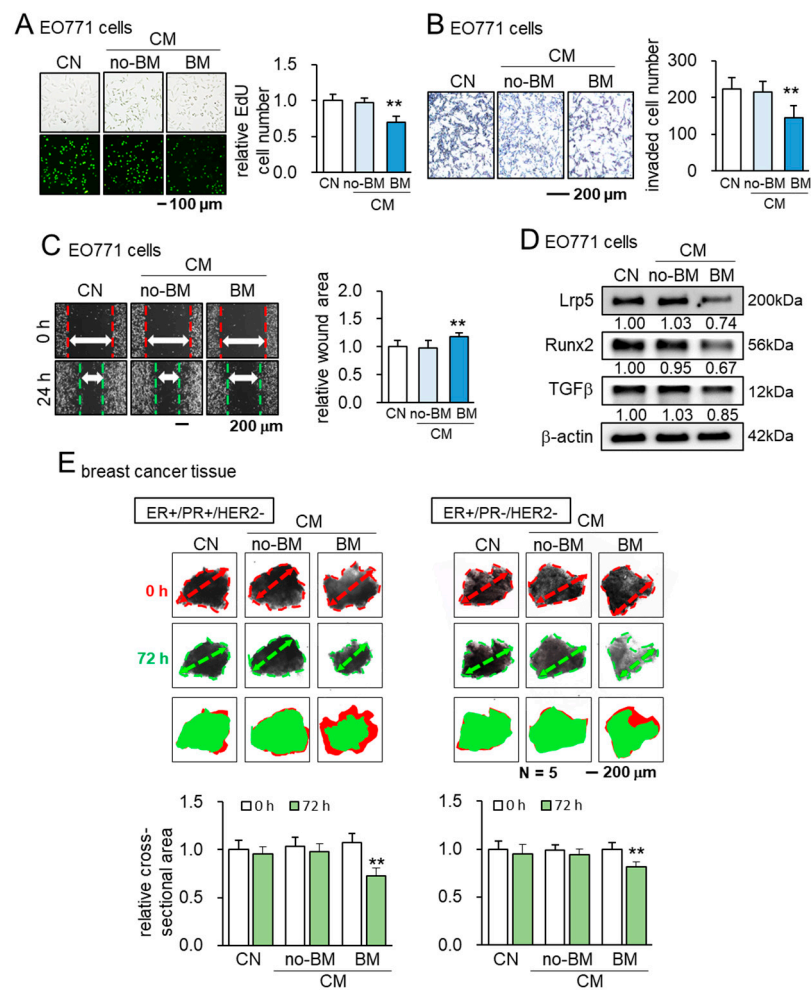 A EO771 cells
CM
CN no-BM BM
100 µm
relative EdU
cell number
1.5
1.0
0.5
0.0
**
CN no-BM BM
CM
B EO771 cells
CM
CN no-BM BM
200 µm
invaded cell number
300
200
100
0
**
CN no-BM BM
CM
C EO771 cells
CM
CN no-BM BM
0 h
24 h
200 µm
relative wound area
2.0
1.5
1.0
0.5
0.0
**
CN no-BM BM
CM
D EO771 cells
CM
CN no-BM BM
Lrp5 200kDa
1.00 1.03 0.74
Runx2 56kDa
1.00 0.95 0.67
TGFβ 12kDa
1.00 1.03 0.85
β-actin 42kDa
E breast cancer tissue
ER+/PR+/HER2-
CM
CN no-BM BM
0 h
72 h
ER+/PR-/HER2-
CM
CN no-BM BM
N = 5 200 µm
relative cross-
sectional area
1.5
1.0
0.5
0.0
0 h 72 h
**
CN no-BM BM
CM
1.5
1.0
0.5
0.0
0 h 72 h
**
CN no-BM BM
CM